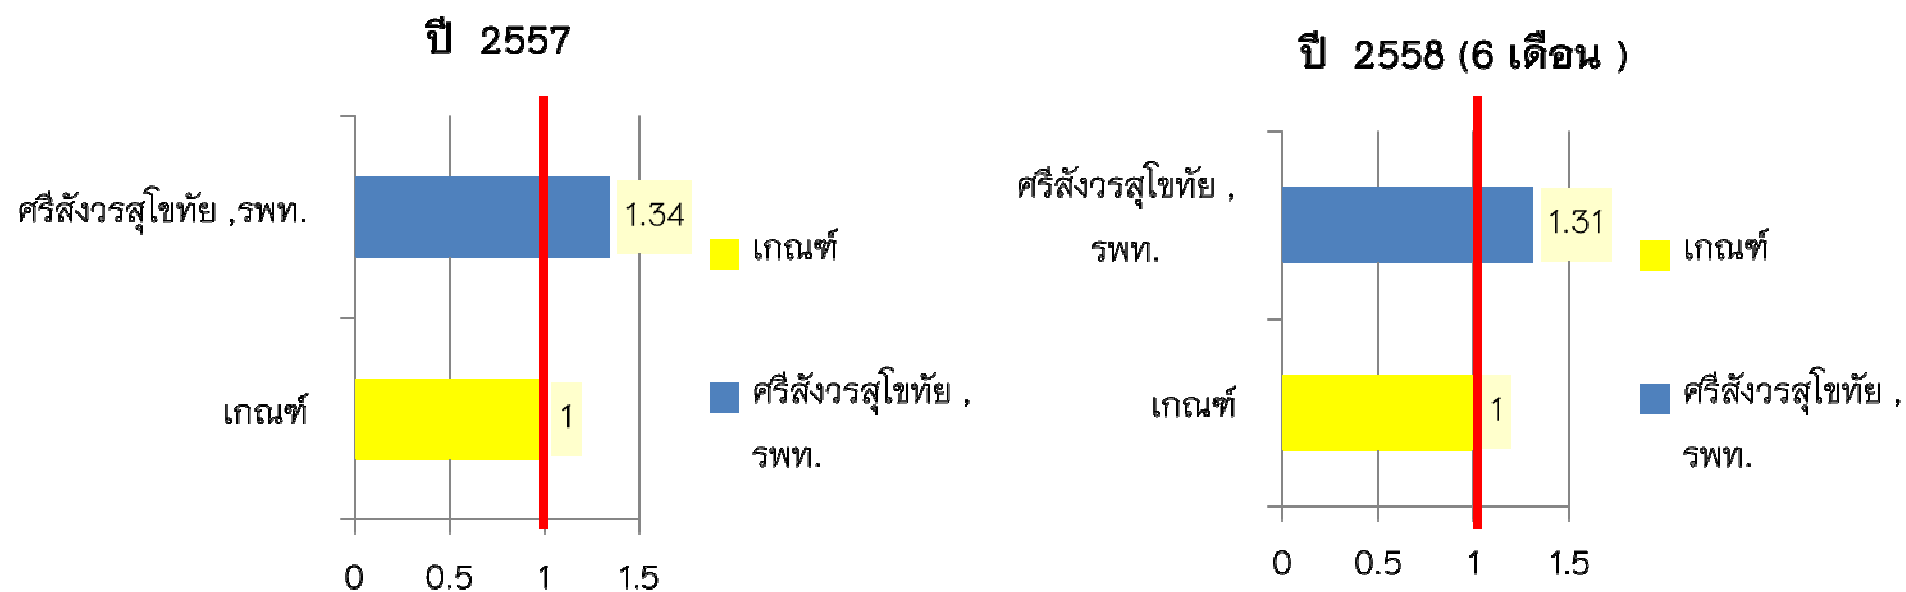 ปี 2557
ศรีสังวรสุโขทัย ,รพท.
1.34
เกณฑ์
1
0 0.5 1 1.5
เกณฑ์
ศรีสังวรสุโขทัย ,
รพท.
ปี 2558 (6 เดือน )
ศรีสังวรสุโขทัย ,
รพท.
1.31
เกณฑ์
1
0 0.5 1 1.5
เกณฑ์
ศรีสังวรสุโขทัย ,
รพท.